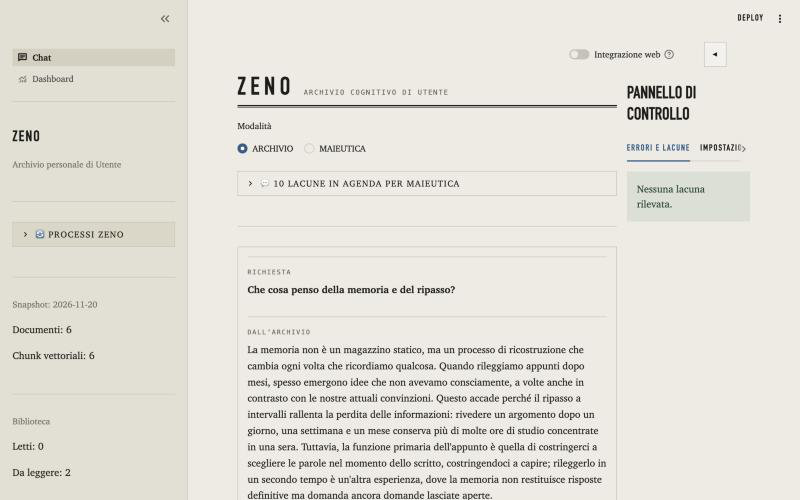 DEPLOY
Chat
Dashboard
ZENO
Archivio personale di Utente
PROCESSI ZENO
Snapshot: 2026-11-20
Documenti: 6
Chunk vettoriali: 6
Biblioteca
Letti: 0
Da leggere: 2
Integrazione web
ZENO ARCHIVIO COGNITIVO DI UTENTE
Modalità
ARCHIVIO MAIEUTICA
10 LACUNE IN AGENDA PER MAIEUTICA
RICHIESTA
Che cosa penso della memoria e del ripasso?
DALL'ARCHIVIO
La memoria non è un magazzino statico, ma un processo di ricostruzione che
cambia ogni volta che ricordiamo qualcosa. Quando rileggiamo appunti dopo
mesi, spesso emergono idee che non avevamo consciamente, a volte anche in
contrasto con le nostre attuali convinzioni. Questo accade perché il ripasso a
intervalli rallenta la perdita delle informazioni: rivedere un argomento dopo un
giorno, una settimana e un mese conserva più di molte ore di studio concentrate
in una sera. Tuttavia, la funzione primaria dell'appunto è quella di costringerci a
scegliere le parole nel momento dello scritto, costringendoci a capire; rileggerlo in
un secondo tempo è un'altra esperienza, dove la memoria non restituisce risposte
definitive ma domanda ancora domande lasciate aperte.
PANNELLO DI
CONTROLLO
ERRORI E LACUNE IMPOSTAZIO
Nessuna lacuna
rilevata.